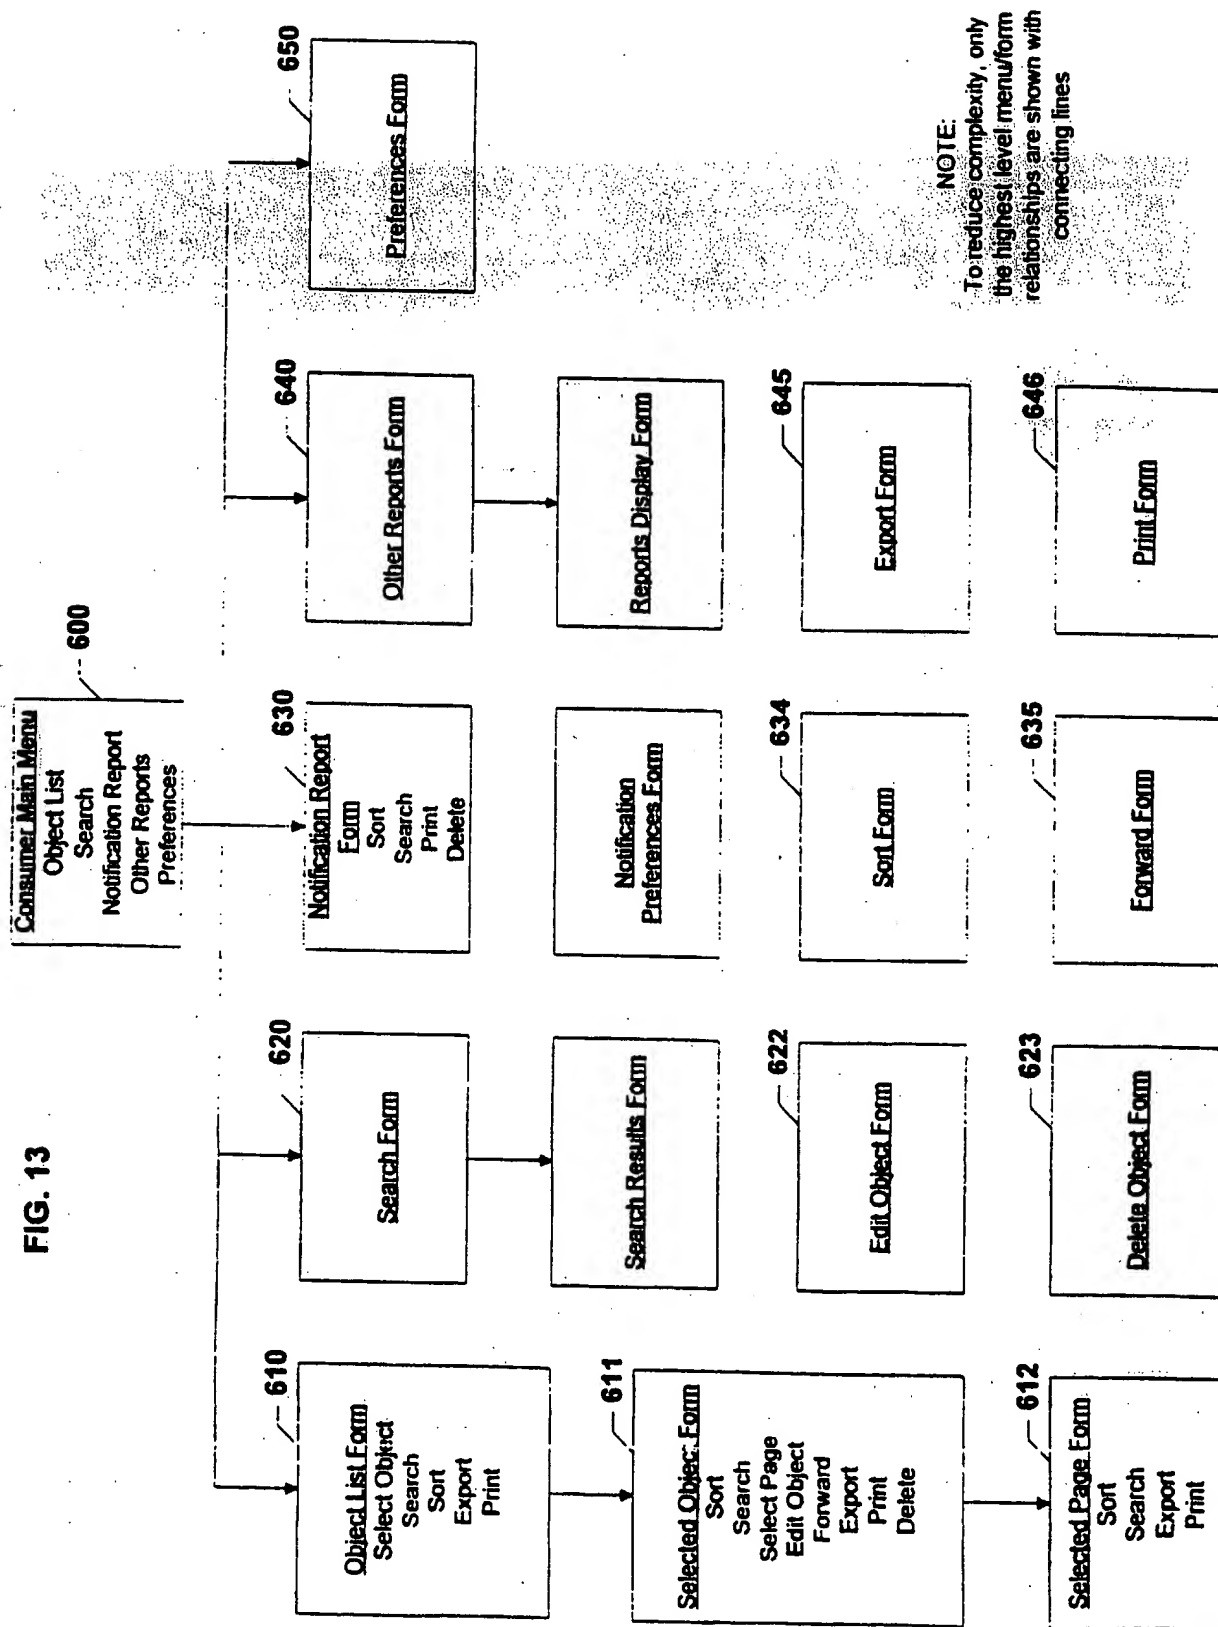 FIG. 13
Consumer Main Menu
Object List
Search
Notification Report
Other Reports
Preferences
600
610
Object List Form
Select Object
Search
Sort
Export
Print
620
Search Form
630
Notification Report
Form
Sort
Search
Print
Delete
640
Other Reports Form
650
Preferences Form
611
Selected Object Form
Sort
Search
Select Page
Edit Object
Forward
Export
Print
Delete
Search Results Form
Notification
Preferences Form
Reports Display Form
622
Edit Object Form
634
Sort Form
645
Export Form
612
Selected Page Form
Sort
Search
Export
Print
623
Delete Object Form
635
Forward Form
646
Print Form
NOTE:
To reduce complexity, only
the highest level menu/form
relationships are shown with
connecting lines